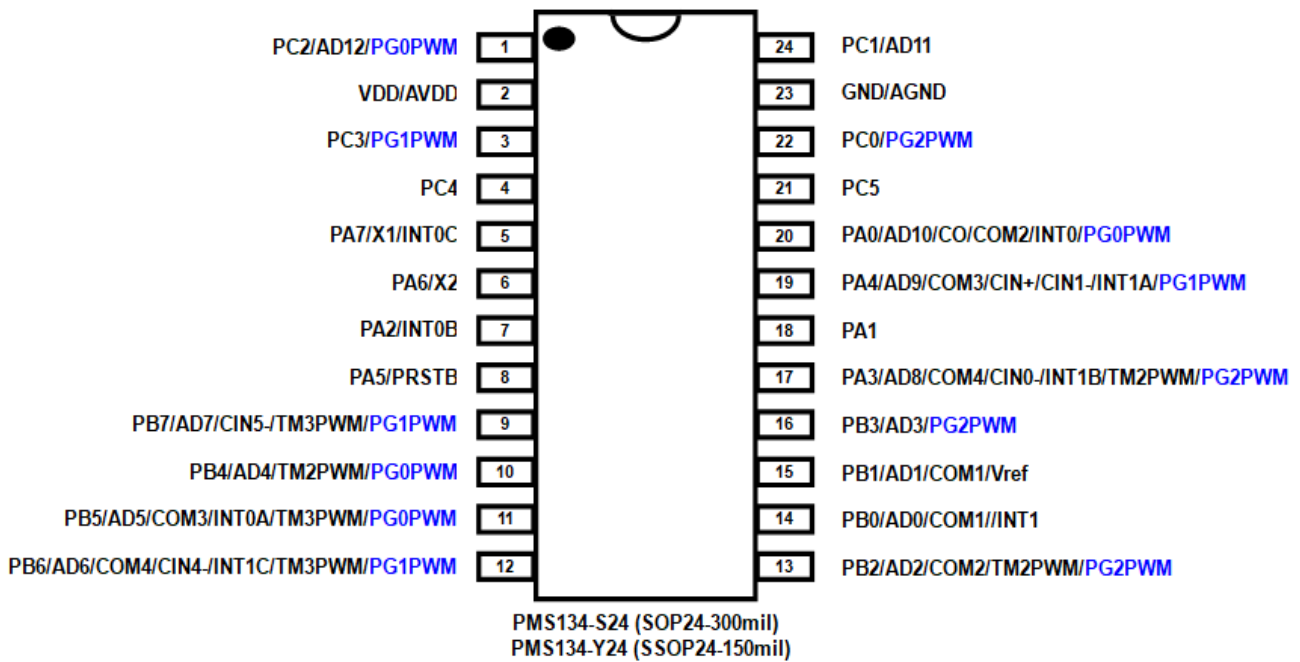 PC2/AD12/PG0PWM 1 24 PC1/AD11
VDD/AVDD 2 23 GND/AGND
PC3/PG1PWM 3 22 PC0/PG2PWM
PC4 4 21 PC5
PA7/X1/INT0C 5 20 PA0/AD10/CO/COM2/INT0/PG0PWM
PA6/X2 6 19 PA4/AD9/COM3/CIN+/CIN1-/INT1A/PG1PWM
PA2/INT0B 7 18 PA1
PA5/PRSTB 8 17 PA3/AD8/COM4/CIN0-/INT1B/TM2PWM/PG2PWM
PB7/AD7/CIN5-/TM3PWM/PG1PWM 9 16 PB3/AD3/PG2PWM
PB4/AD4/TM2PWM/PG0PWM 10 15 PB1/AD1/COM1/Vref
PB5/AD5/COM3/INT0A/TM3PWM/PG0PWM 11 14 PB0/AD0/COM1//INT1
PB6/AD6/COM4/CIN4-/INT1C/TM3PWM/PG1PWM 12 13 PB2/AD2/COM2/TM2PWM/PG2PWM
PMS134-S24 (SOP24-300mil)
PMS134-Y24 (SSOP24-150mil)